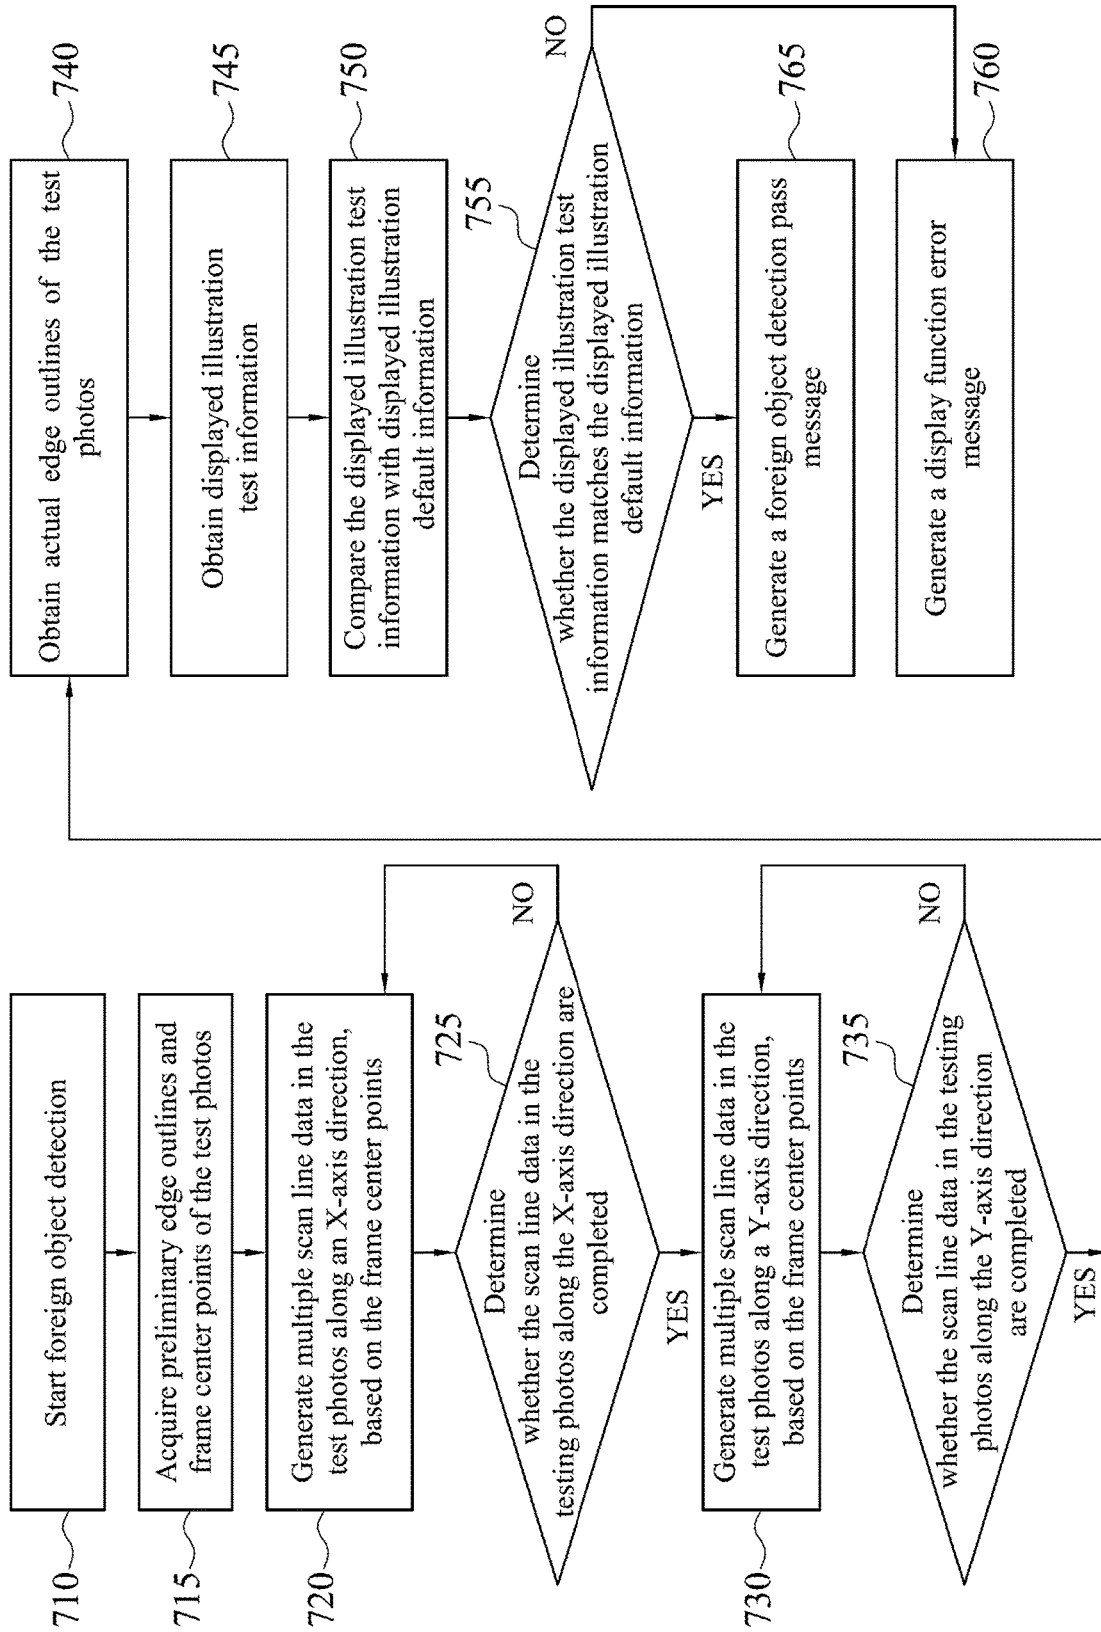 710
Start foreign object detection
715
Acquire preliminary edge outlines and
frame center points of the test photos
720
Generate multiple scan line data in the
test photos along an X-axis direction,
based on the frame center points
725
Determine
whether the scan line data in the
testing photos along the X-axis direction are
completed
NO
YES
730
Generate multiple scan line data in the
test photos along a Y-axis direction,
based on the frame center points
735
Determine
whether the scan line data in the testing
photos along the Y-axis direction
are completed
NO
YES
740
Obtain actual edge outlines of the test
photos
745
Obtain displayed illustration
test information
750
Compare the displayed illustration test
information with displayed illustration
default information
755
Determine
whether the displayed illustration test
information matches the displayed illustration
default information
NO
YES
765
Generate a foreign object detection pass
message
760
Generate a display function error
message